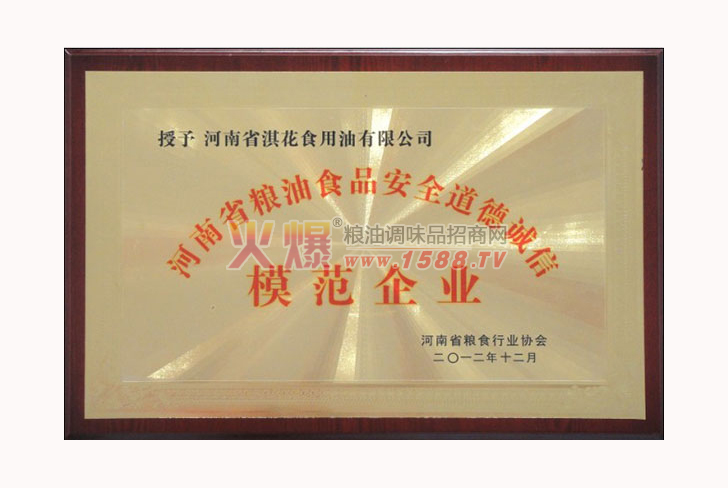 授予 河南省淇花食用油有限公司
河南省粮油食品安全道德诚信
火爆®粮油调味品招商网
www.1588.TV
模范企业
河南省粮食行业协会
二〇一二年十二月